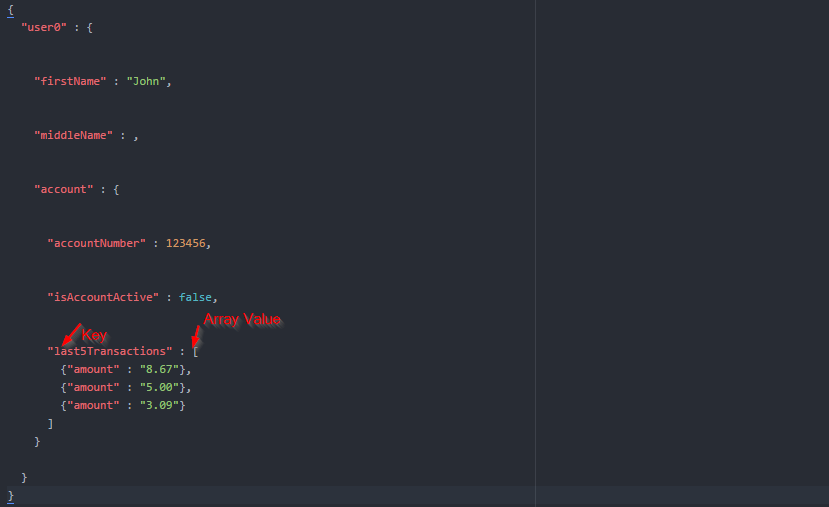 {
"user0" : {
"firstName" : "John",
"middleName" : ,
"account" : {
"accountNumber" : 123456,
"isAccountActive" : false,
Key Array Value
"last5Transactions" : [
{"amount" : "8.67"},
{"amount" : "5.00"},
{"amount" : "3.09"}
]
}
}
}